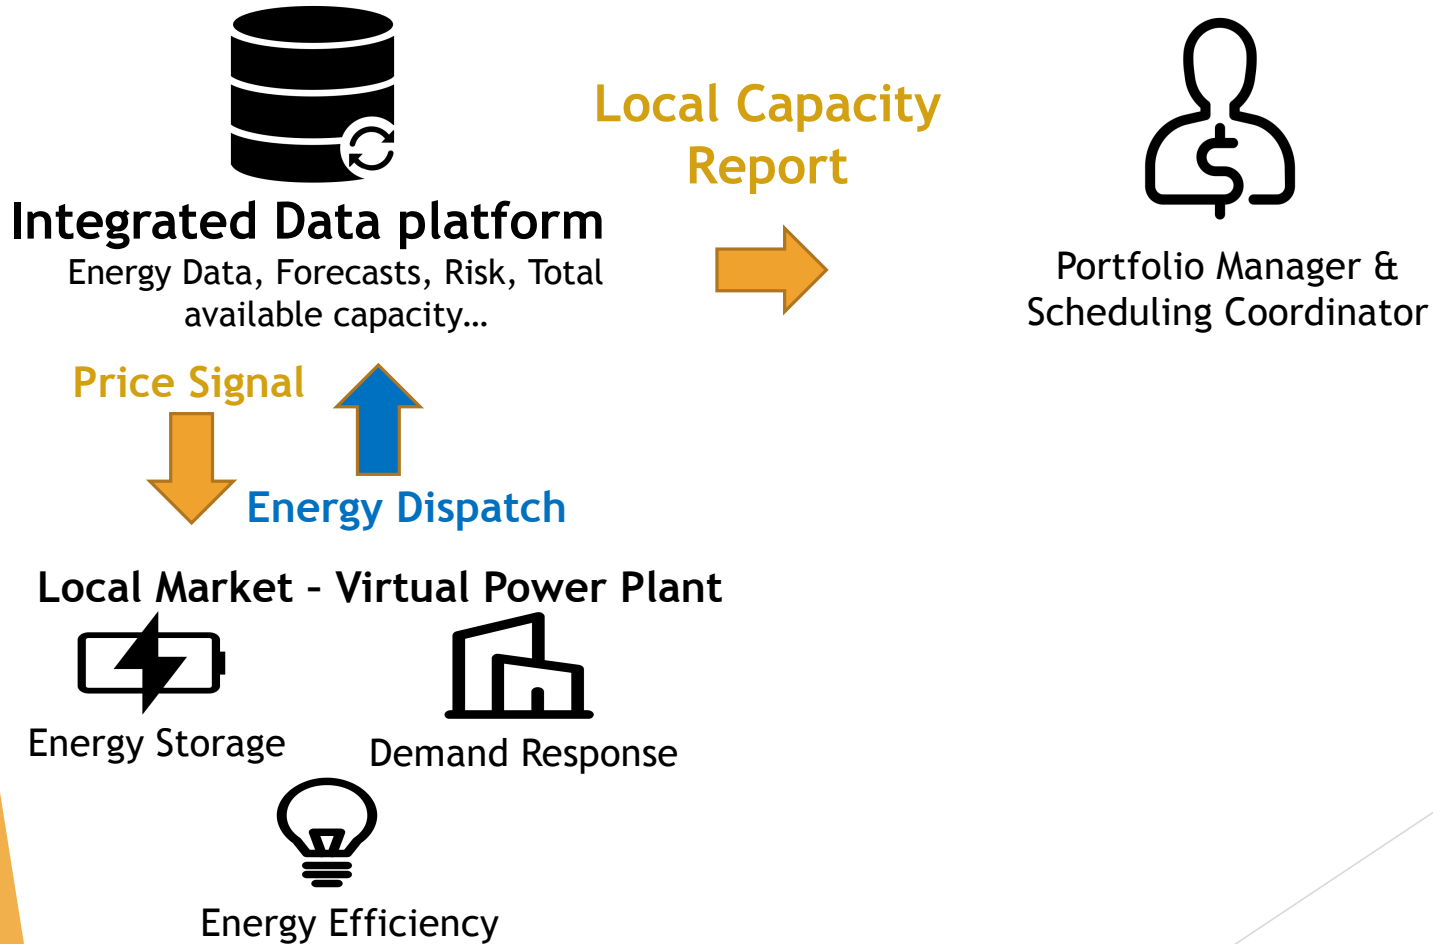 Local Capacity
Report
Integrated Data platform
Energy Data, Forecasts, Risk, Total
available capacity…
Portfolio Manager &
Scheduling Coordinator
Price Signal
Energy Dispatch
Local Market – Virtual Power Plant
Energy Storage
Demand Response
Energy Efficiency